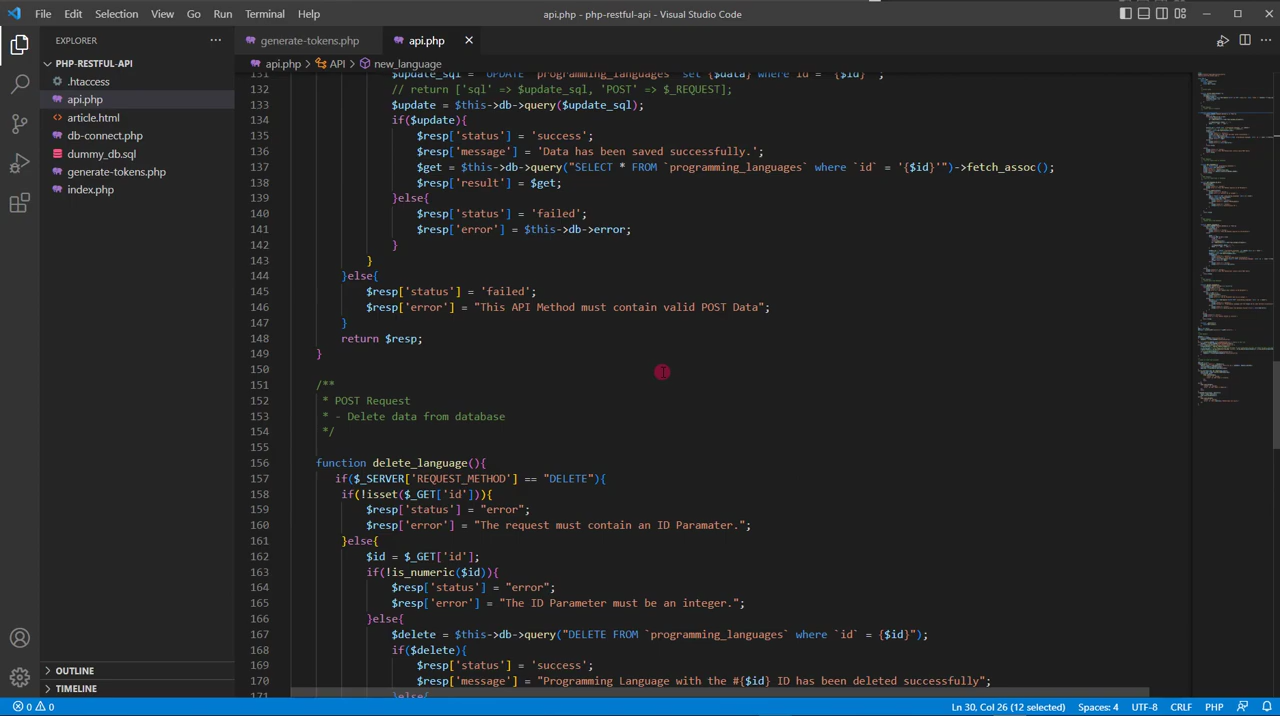 File Edit Selection View Go Run Terminal Help
api.php - php-restful-api - Visual Studio Code
EXPLORER
generate-tokens.php
api.php
PHP-RESTFUL-API
api.php > API > new_language
.htaccess
api.php
article.html
db-connect.php
dummy_db.sql
generate-tokens.php
index.php
OUTLINE
TIMELINE
131 $update_sql = "UPDATE `programming_languages` set {$data} where id = '{$id}'";
132 // return ['sql' => $update_sql, 'POST' => $_REQUEST];
133 $update = $this->db->query($update_sql);
134 if($update){
135 $resp['status'] = 'success';
136 $resp['message'] = 'Data has been saved successfully.';
137 $get = $this->db->query("SELECT * FROM `programming_languages` where `id` = '{$id}'")->fetch_assoc();
138 $resp['result'] = $get;
139 }else{
140 $resp['status'] = 'failed';
141 $resp['error'] = $this->db->error;
142 }
143 }
144 }else{
145 $resp['status'] = 'failed';
146 $resp['error'] = "This API Method must contain valid POST Data";
147 }
148 return $resp;
149 }
150
151 /**
152 * POST Request
153 * - Delete data from database
154 */
155
156 function delete_language(){
157 if($_SERVER['REQUEST_METHOD'] == "DELETE"){
158 if(!isset($_GET['id'])){
159 $resp['status'] = "error";
160 $resp['error'] = "The request must contain an ID Paramater.";
161 }else{
162 $id = $_GET['id'];
163 if(!is_numeric($id)){
164 $resp['status'] = "error";
165 $resp['error'] = "The ID Parameter must be an integer.";
166 }else{
167 $delete = $this->db->query("DELETE FROM `programming_languages` where `id` = {$id}");
168 if($delete){
169 $resp['status'] = 'success';
170 $resp['message'] = "Programming Language with the #{$id} ID has been deleted successfully";
171 }else{
0 0
Ln 30, Col 26 (12 selected) Spaces: 4 UTF-8 CRLF PHP